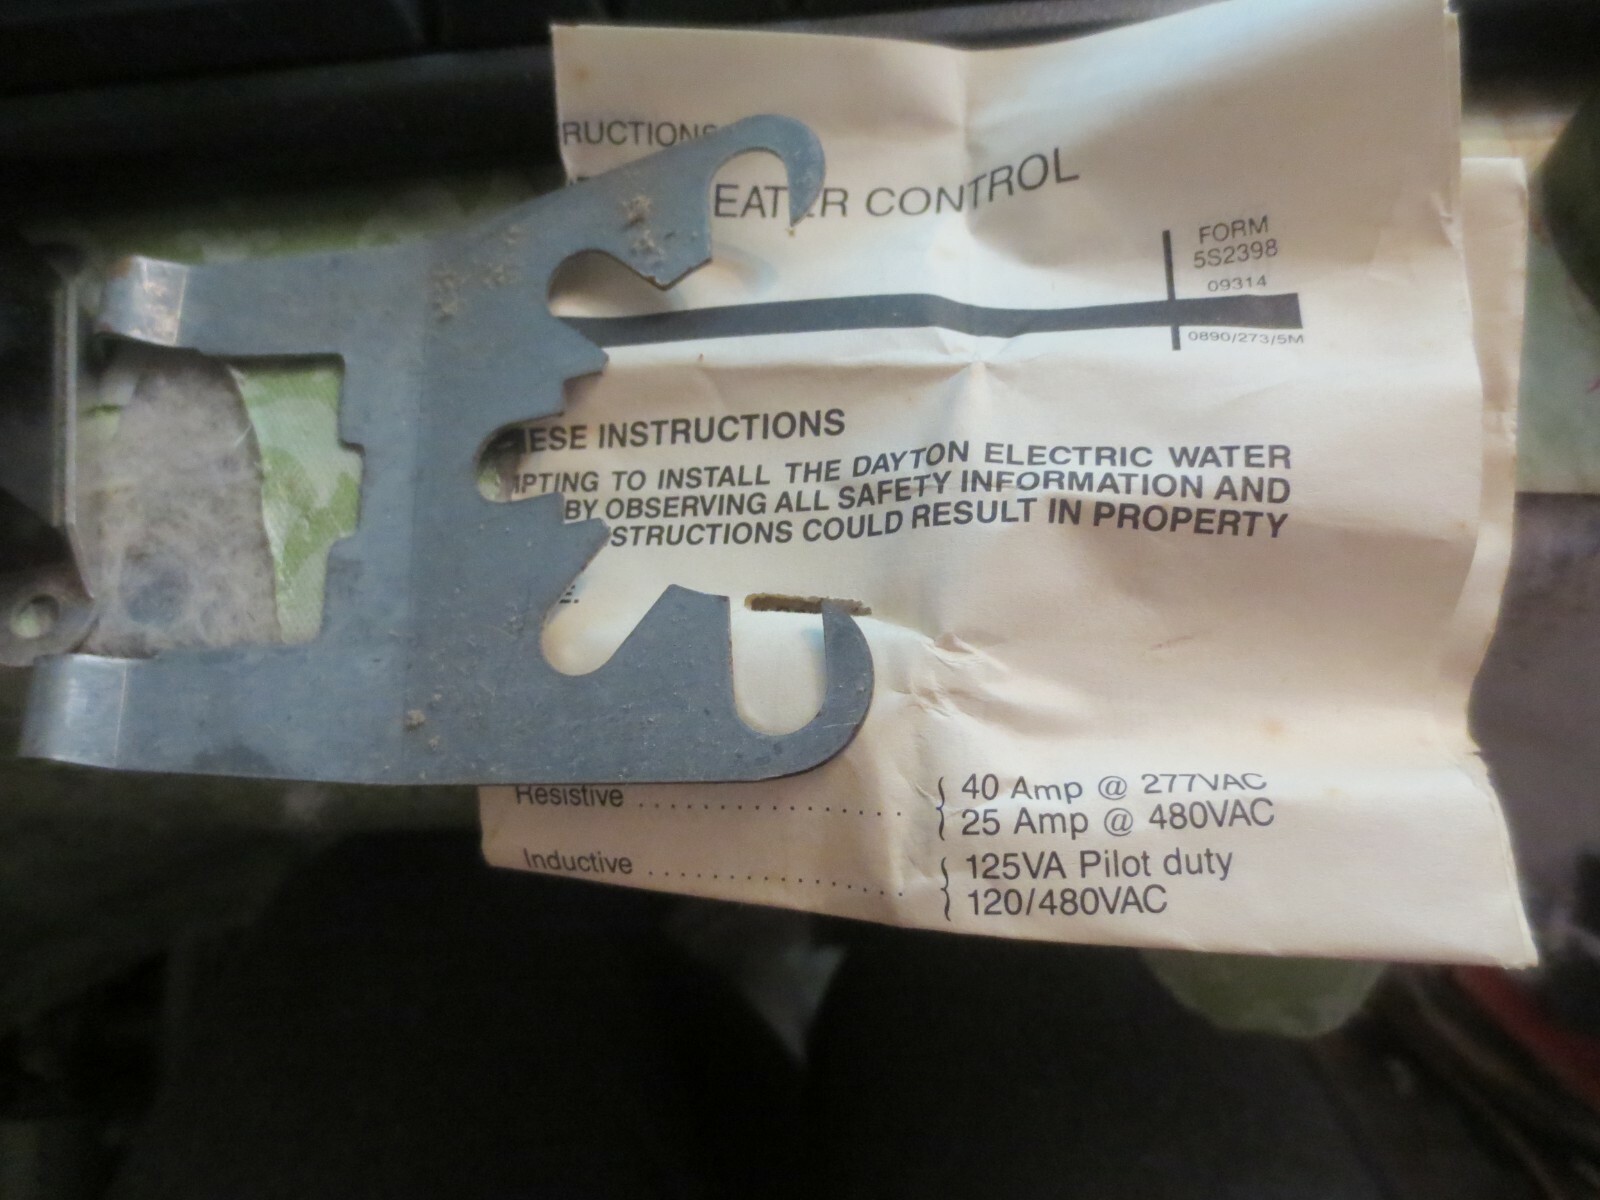 RUCTIONS
EAT R CONTROL
FORM
5S2398
09314
0890/273/5M
ESE INSTRUCTIONS
PTING TO INSTALL THE DAYTON ELECTRIC WATER
BY OBSERVING ALL SAFETY INFORMATION AND
STRUCTIONS COULD RESULT IN PROPERTY
E.
Resistive .......................... { 40 Amp @ 277VAC
25 Amp @ 480VAC
Inductive .......................... { 125VA Pilot duty
120/480VAC